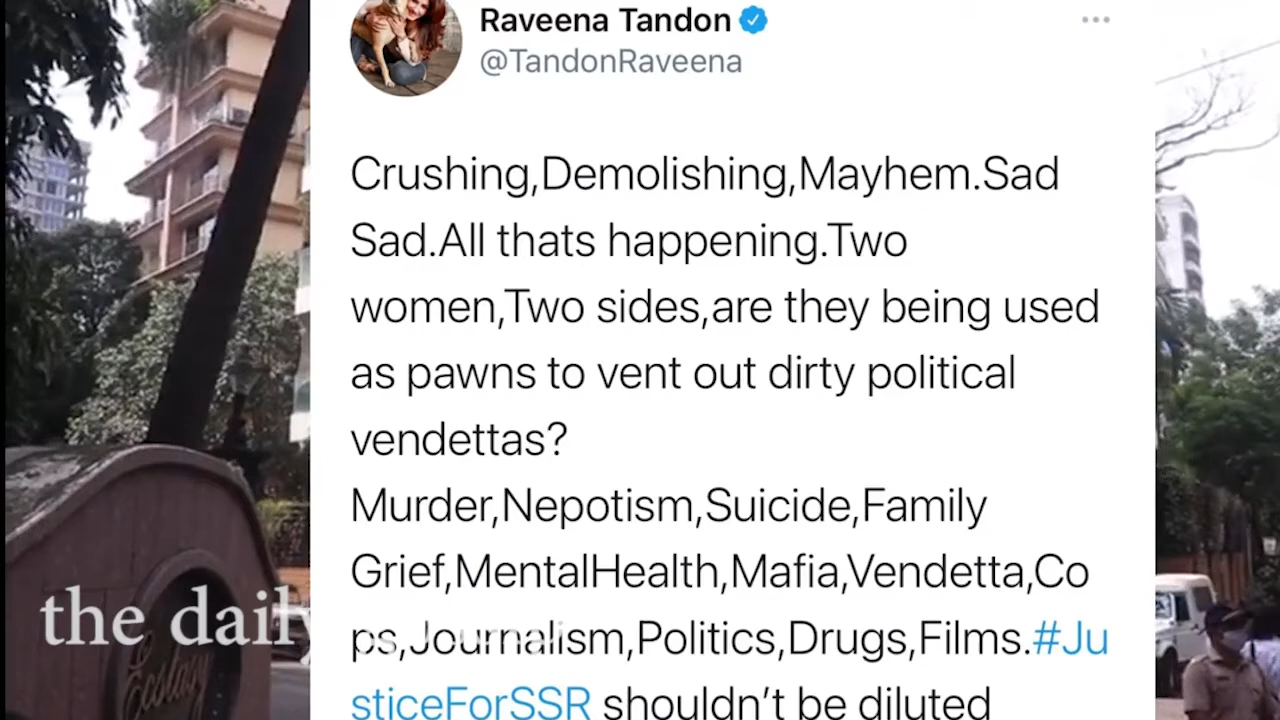 Raveena Tandon
@TandonRaveena
Crushing,Demolishing,Mayhem.Sad
Sad.All thats happening.Two
women,Two sides,are they being used
as pawns to vent out dirty political
vendettas?
Murder,Nepotism,Suicide,Family
Grief,MentalHealth,Mafia,Vendetta,Co
ps,Journalism,Politics,Drugs,Films.#Ju
sticeForSSR shouldn't be diluted
the daily
Ecstasy